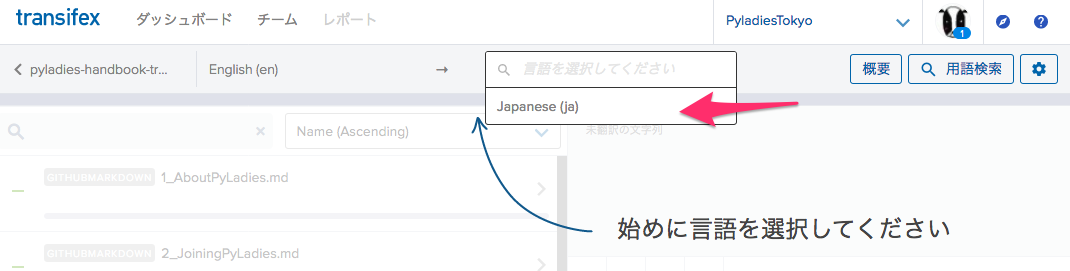 transifex ダッシュボード チーム レポート PyladiesTokyo 1
pyladies-handbook-tr... English (en) → 言語を選択してください 概要 用語検索
Japanese (ja)
Name (Ascending) 未翻訳の文字列
GITHUBMARKDOWN 1_AboutPyLadies.md
始めに言語を選択してください
GITHUBMARKDOWN 2_JoiningPyLadies.md